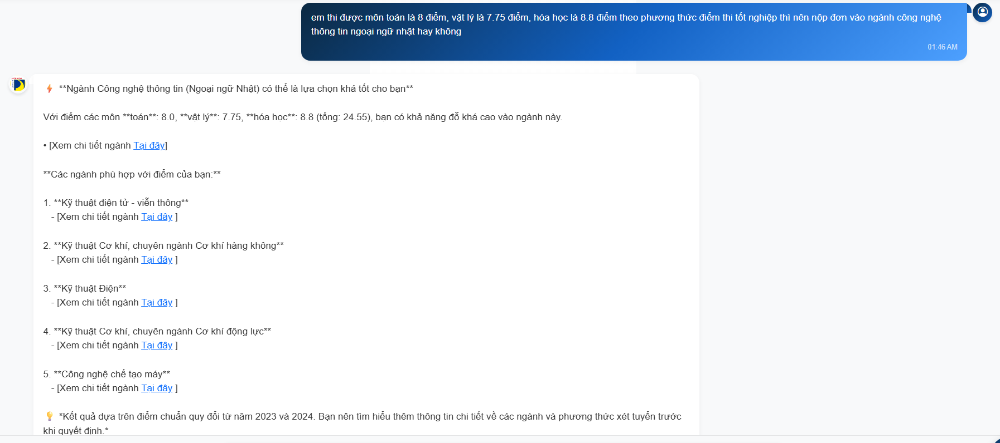 em thi được môn toán là 8 điểm, vật lý là 7.75 điểm, hóa học là 8.8 điểm theo phương thức điểm thi tốt nghiệp thì nên nộp đơn vào ngành công nghệ
thông tin ngoại ngữ nhật hay không
01:46 AM
**Ngành Công nghệ thông tin (Ngoại ngữ Nhật) có thể là lựa chọn khá tốt cho bạn**
Với điểm các môn **toán**: 8.0, **vật lý**: 7.75, **hóa học**: 8.8 (tổng: 24.55), bạn có khả năng đỗ khá cao vào ngành này.
• [Xem chi tiết ngành Tại đây]
**Các ngành phù hợp với điểm của bạn:**
1. **Kỹ thuật điện tử - viễn thông**
- [Xem chi tiết ngành Tại đây ]
2. **Kỹ thuật Cơ khí, chuyên ngành Cơ khí hàng không**
- [Xem chi tiết ngành Tại đây ]
3. **Kỹ thuật Điện**
- [Xem chi tiết ngành Tại đây ]
4. **Kỹ thuật Cơ khí, chuyên ngành Cơ khí động lực**
- [Xem chi tiết ngành Tại đây ]
5. **Công nghệ chế tạo máy**
- [Xem chi tiết ngành Tại đây ]
*Kết quả dựa trên điểm chuẩn quy đổi từ năm 2023 và 2024. Bạn nên tìm hiểu thêm thông tin chi tiết về các ngành và phương thức xét tuyển trước
khi quyết định.*